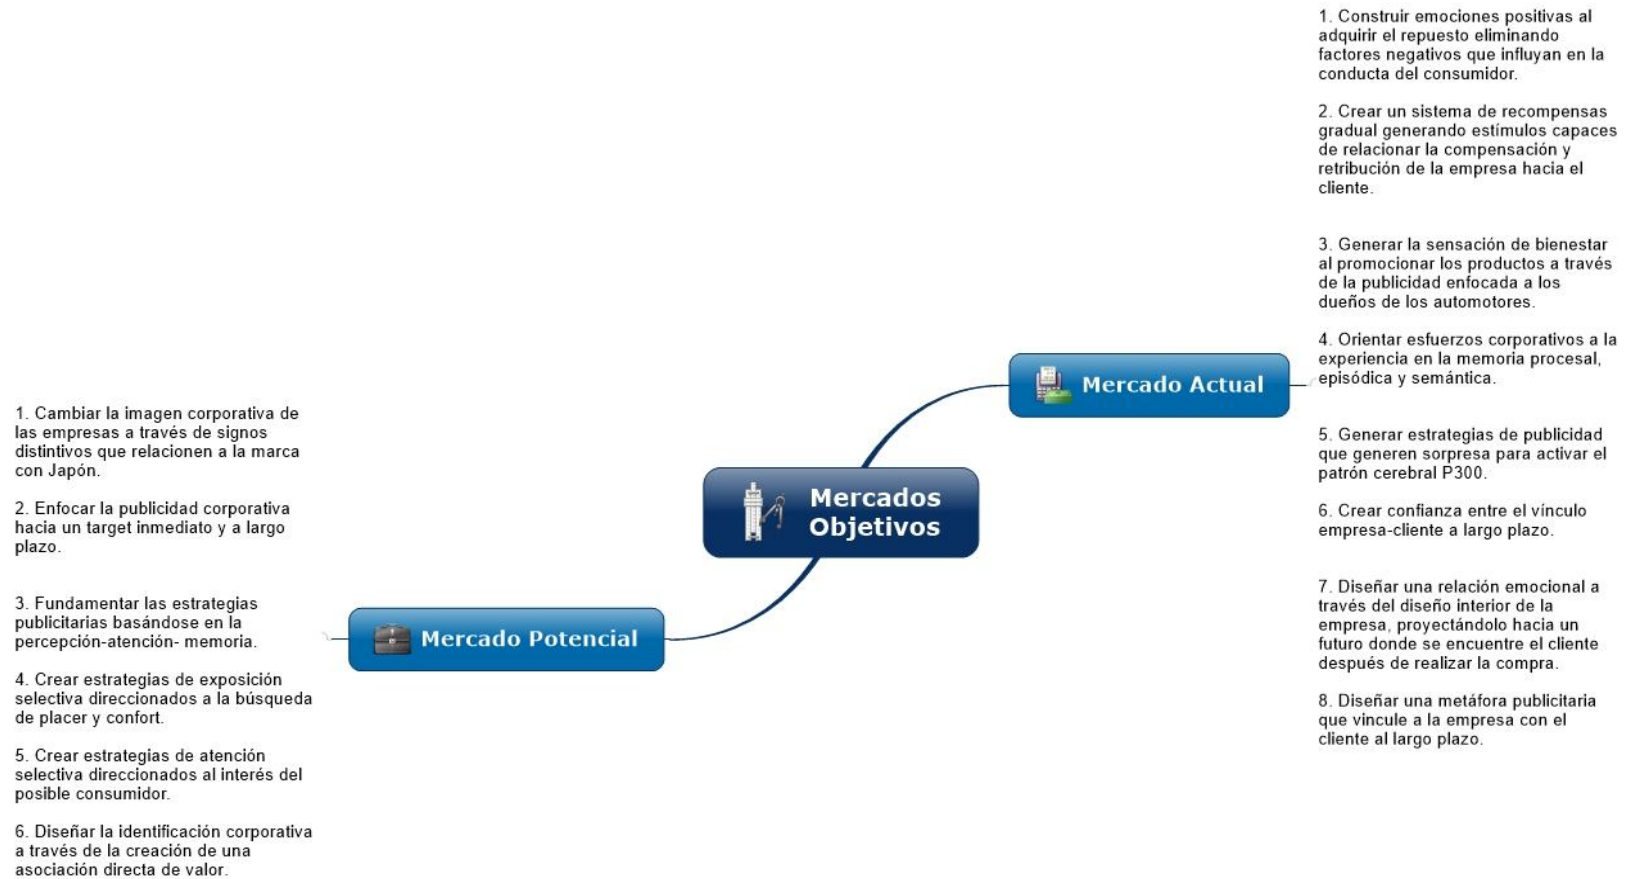 1. Construir emociones positivas al
adquirir el repuesto eliminando
factores negativos que influyan en la
conducta del consumidor.
2. Crear un sistema de recompensas
gradual generando estímulos capaces
de relacionar la compensación y
retribución de la empresa hacia el
cliente.
3. Generar la sensación de bienestar
al promocionar los productos a través
de la publicidad enfocada a los
dueños de los automotores.
4. Orientar esfuerzos corporativos a la
experiencia en la memoria procesal,
episódica y semántica.
5. Generar estrategias de publicidad
que generen sorpresa para activar el
patrón cerebral P300.
6. Crear confianza entre el vínculo
empresa-cliente a largo plazo.
7. Diseñar una relación emocional a
través del diseño interior de la
empresa, proyectándolo hacia un
futuro donde se encuentre el cliente
después de realizar la compra.
8. Diseñar una metáfora publicitaria
que vincule a la empresa con el
cliente al largo plazo.
Mercado Actual
Mercados
Objetivos
Mercado Potencial
1. Cambiar la imagen corporativa de
las empresas a través de signos
distintivos que relacionen a la marca
con Japón.
2. Enfocar la publicidad corporativa
hacia un target inmediato y a largo
plazo.
3. Fundamentar las estrategias
publicitarias basándose en la
percepción-atención- memoria.
4. Crear estrategias de exposición
selectiva direccionados a la búsqueda
de placer y confort.
5. Crear estrategias de atención
selectiva direccionados al interés del
posible consumidor.
6. Diseñar la identificación corporativa
a través de la creación de una
asociación directa de valor.